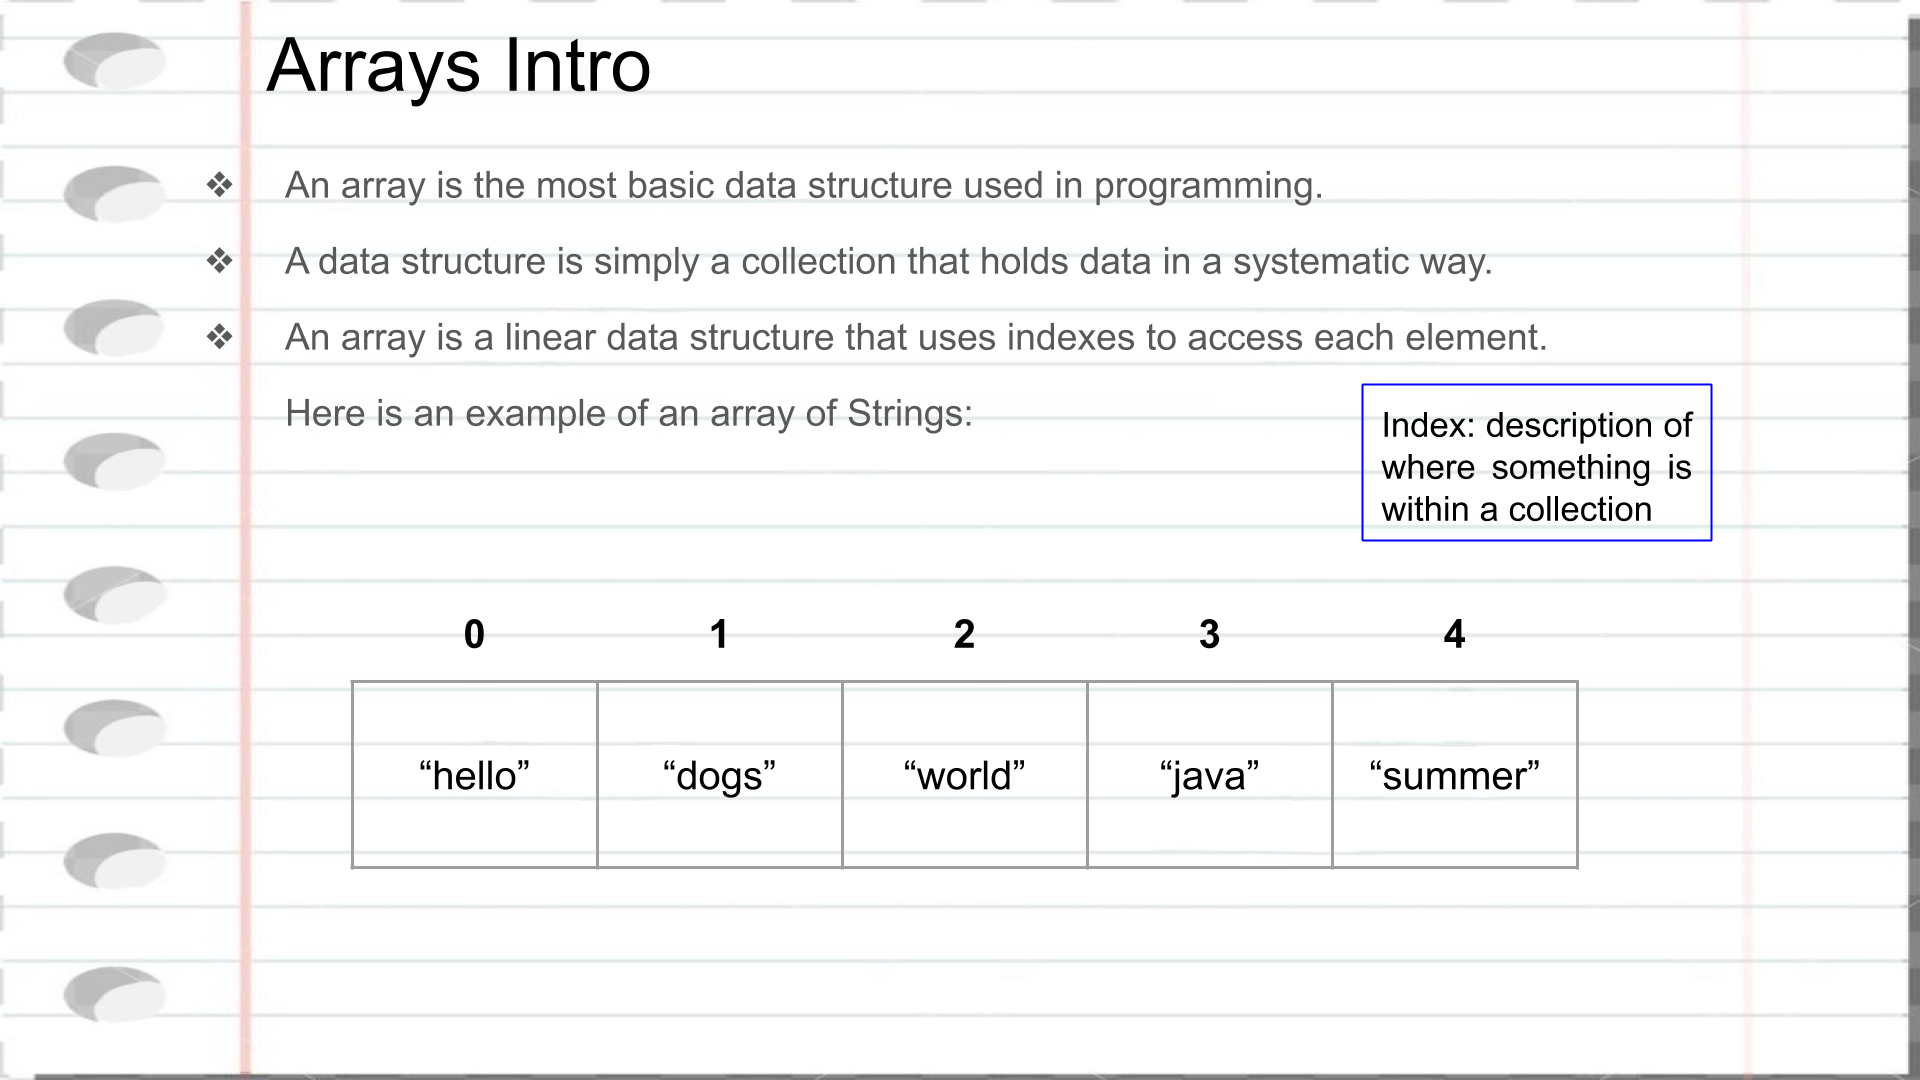 Arrays Intro
❖ An array is the most basic data structure used in programming.
❖ A data structure is simply a collection that holds data in a systematic way.
❖ An array is a linear data structure that uses indexes to access each element.
Here is an example of an array of Strings:
Index: description of
where something is
within a collection
0 1 2 3 4
“hello” “dogs” “world” “java” “summer”